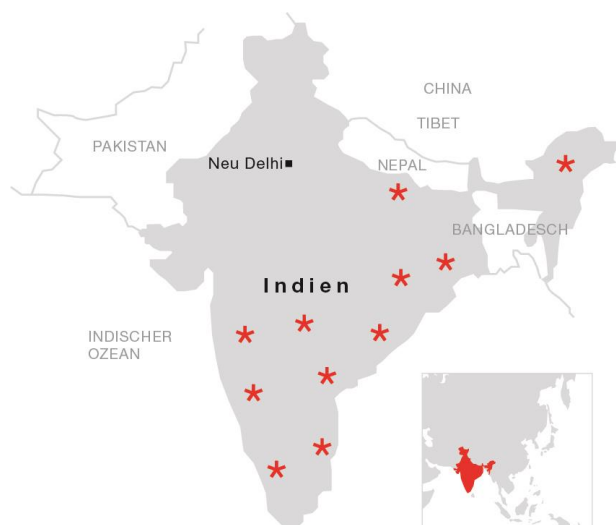 CHINA
TIBET
PAKISTAN
Neu Delhi
NEPAL
BANGLADESCH
Indien
INDISCHER
OZEAN